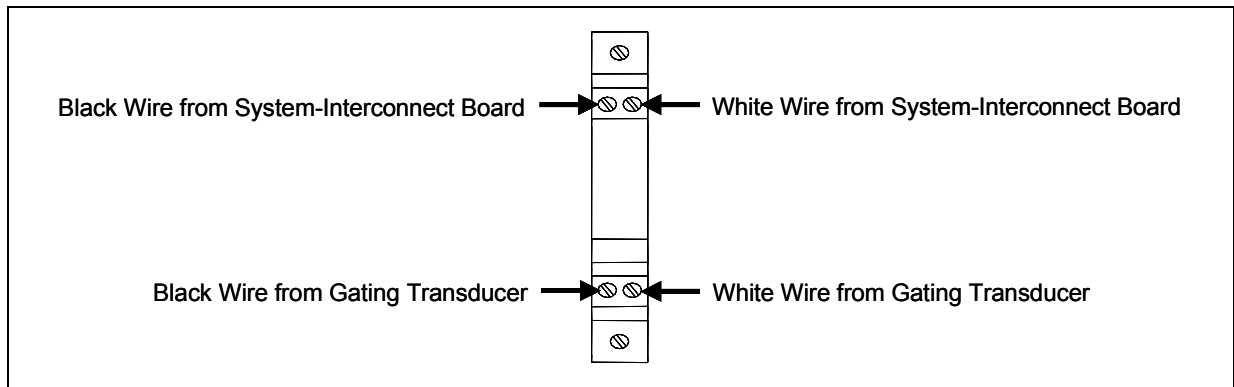 Black Wire from System-Interconnect Board
White Wire from System-Interconnect Board
Black Wire from Gating Transducer
White Wire from Gating Transducer